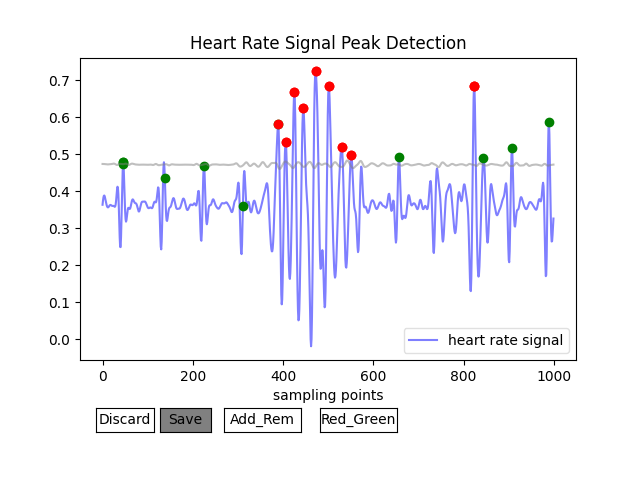 Heart Rate Signal Peak Detection
0.7
0.6
0.5
0.4
0.3
0.2
0.1
0.0
heart rate signal
0 200 400 600 800 1000
sampling points
Discard Save Add_Rem Red_Green